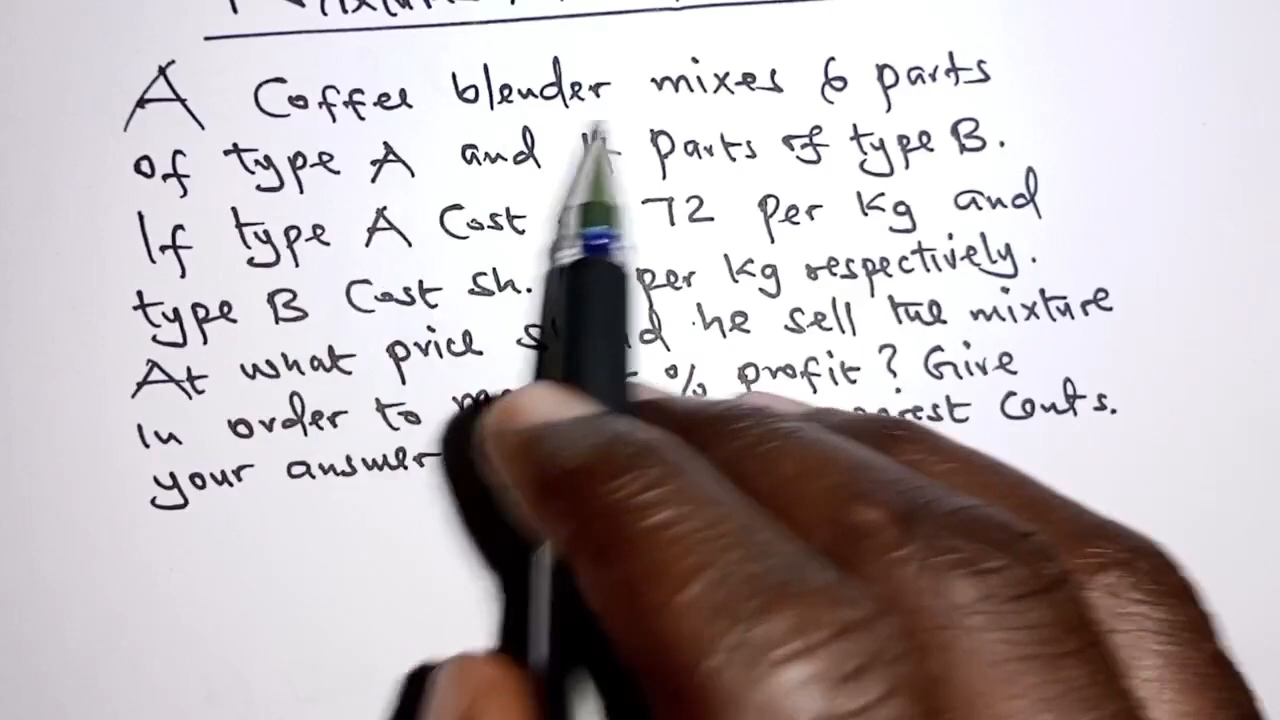 A Coffee blender mixes 6 parts
of type A and parts of type B.
If type A Cost 72 per Kg and
type B Cost Sh. per Kg respectively.
At what price he sell the mixture
in order to % profit? Give
your answer Cents.